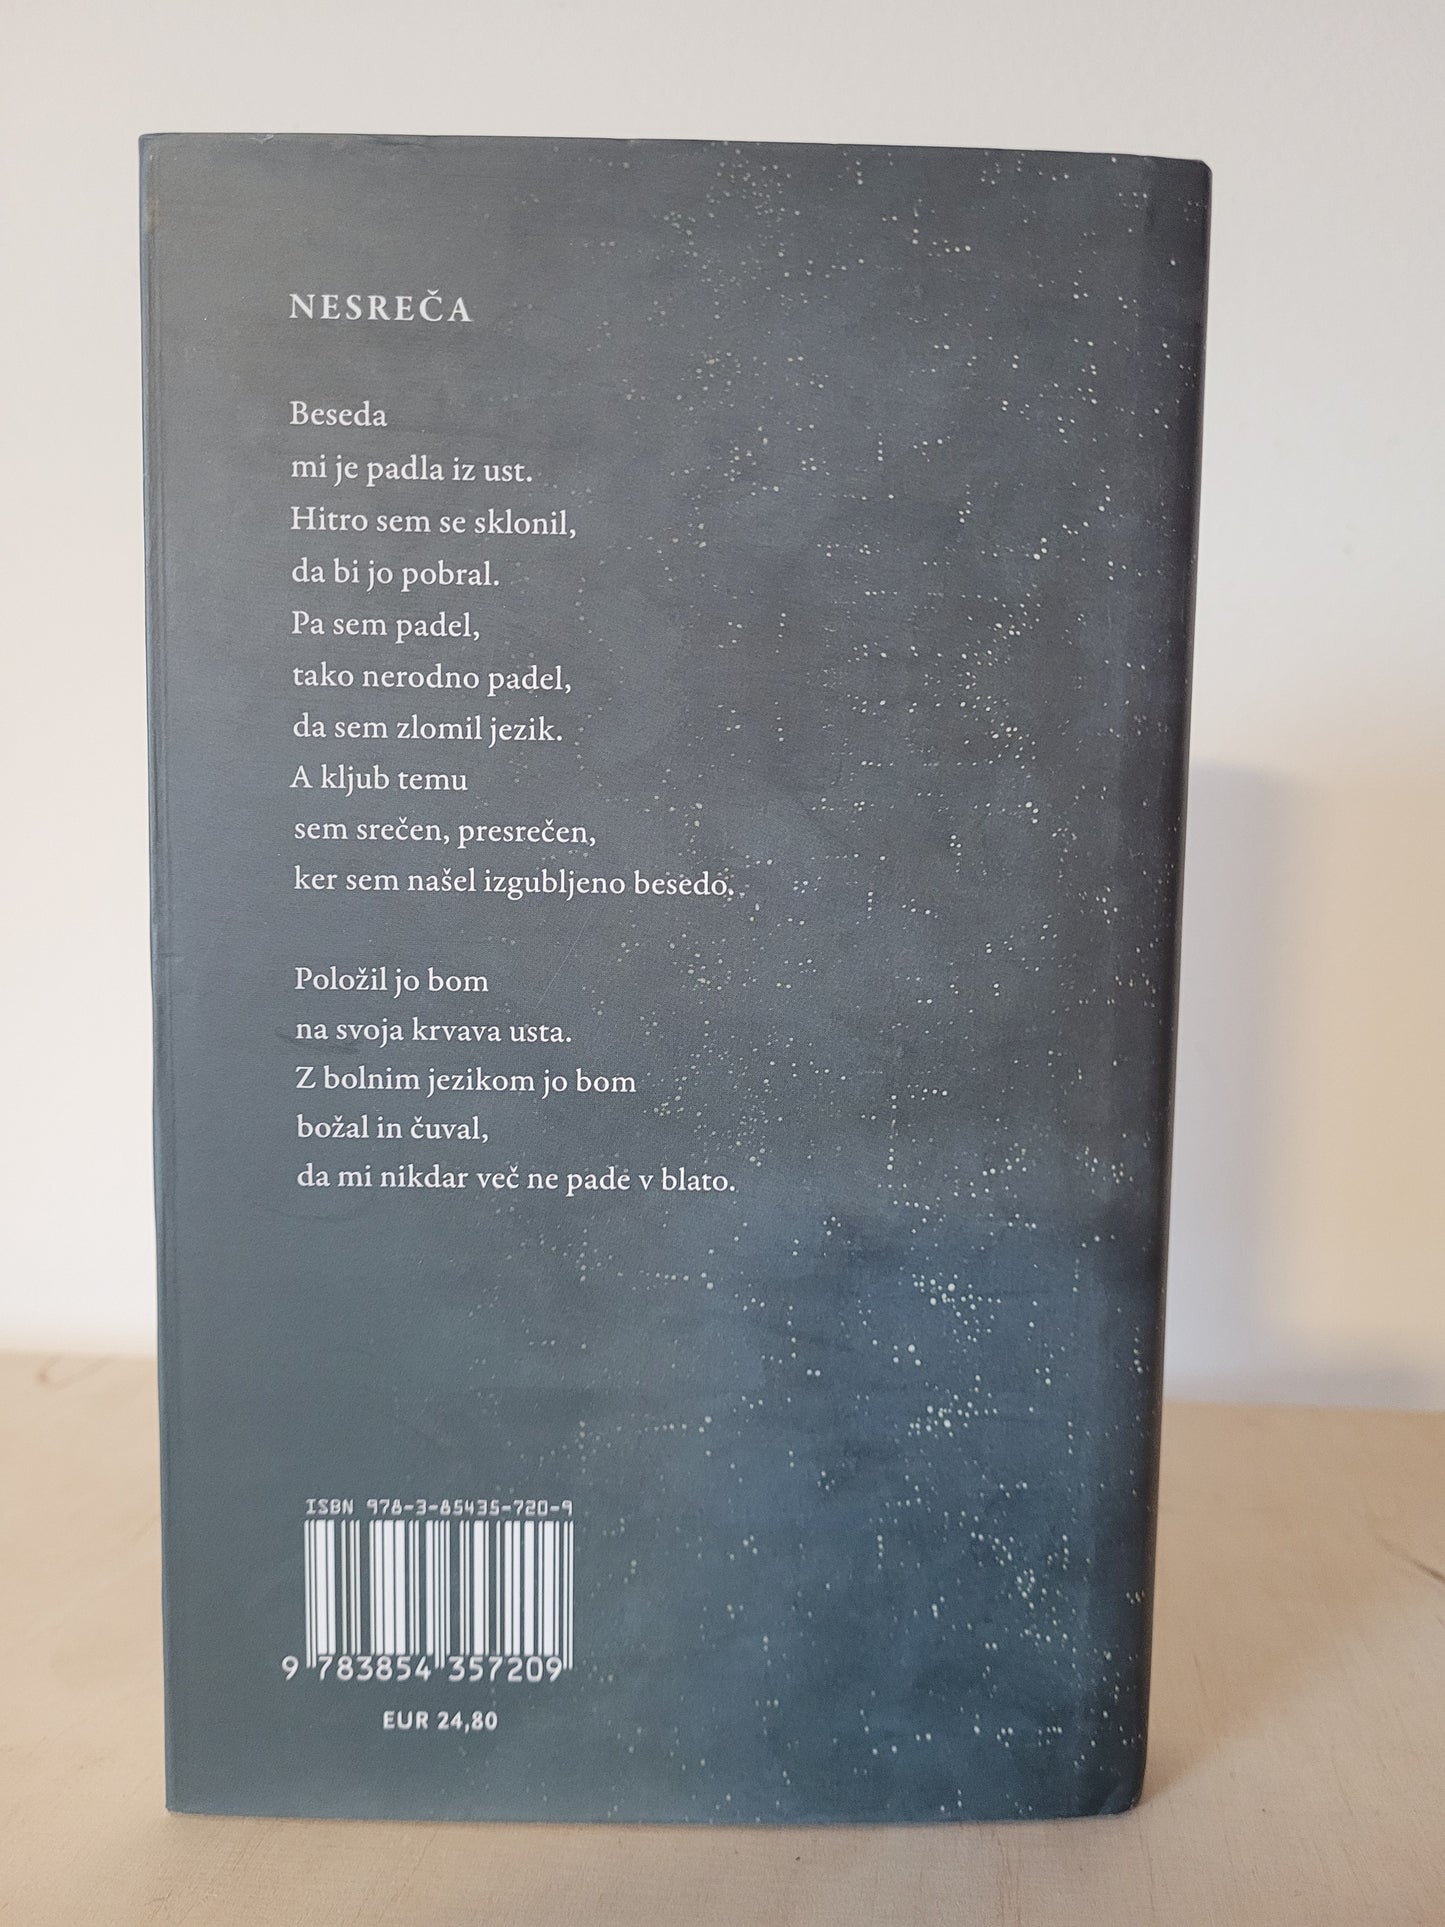 NESREČA
Beseda
mi je padla iz ust.
Hitro sem se sklonil,
da bi jo pobral.
Pa sem padel,
tako nerodno padel,
da sem zlomil jezik.
A kljub temu
sem srečen, presrečen,
ker sem našel izgubljeno besedo.
Položil jo bom
na svoja krvava usta.
Z bolnim jezikom jo bom
božal in čuval,
da mi nikdar več ne pade v blato.
ISBN 978-3-85435-720-9
9 783854 357209
EUR 24,80